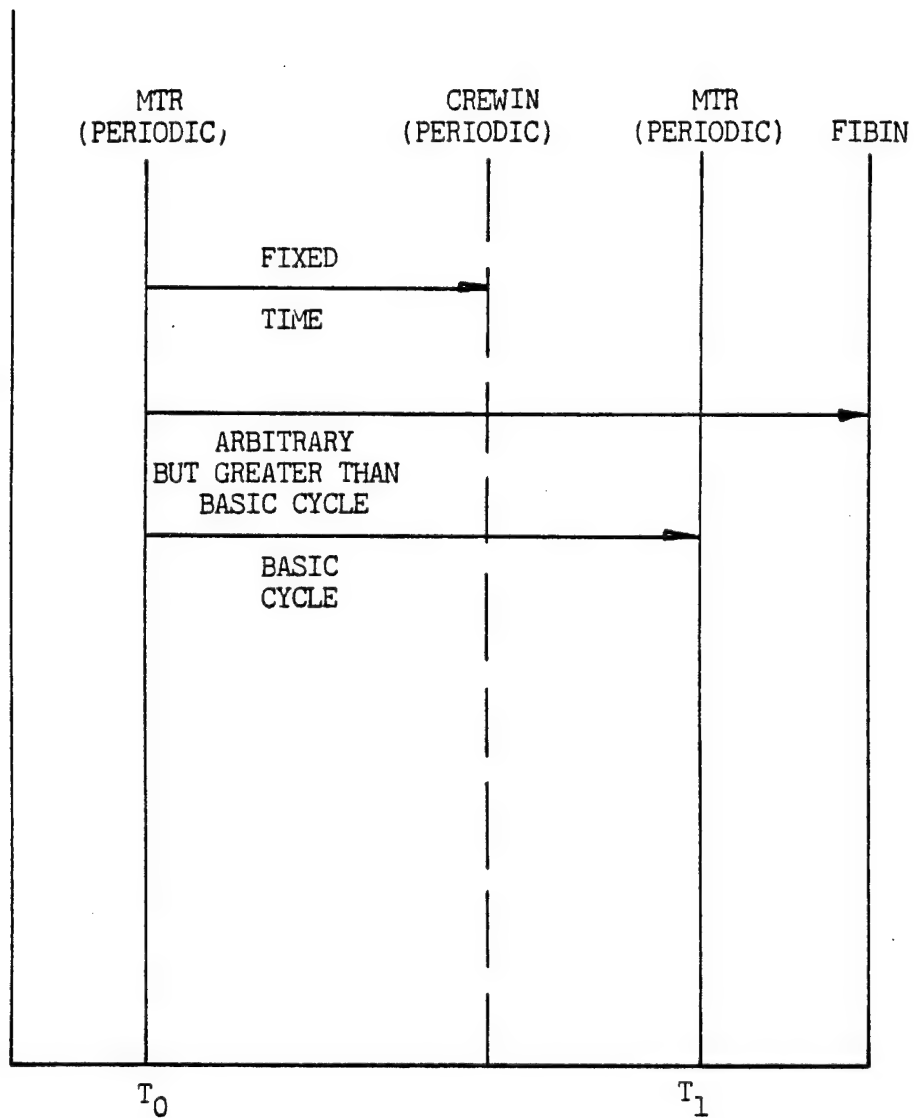 MTR
(PERIODIC,
CREWIN
(PERIODIC)
MTR
(PERIODIC)
FIBIN
FIXED
TIME
ARBITRARY
BUT GREATER THAN
BASIC CYCLE
BASIC
CYCLE
T0
T1